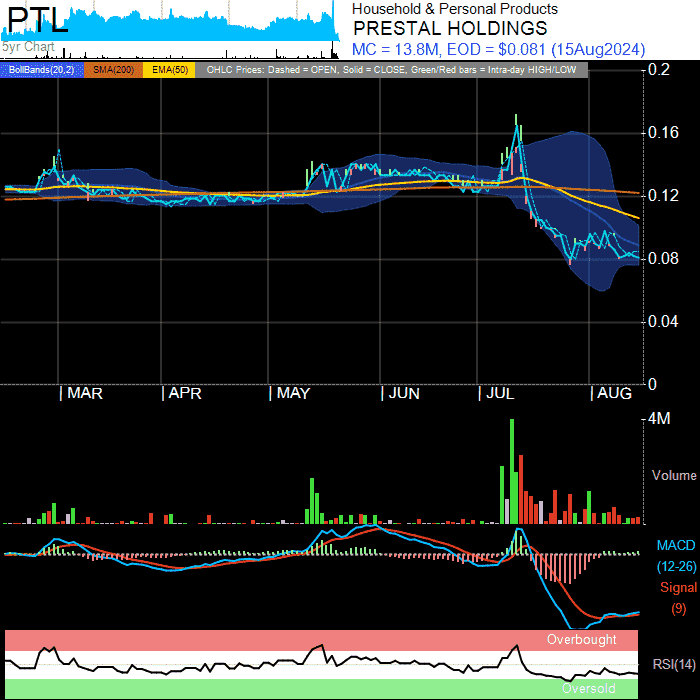 PTL
5yr Chart
Household & Personal Products
PRESTAL HOLDINGS
MC = 13.8M, EOD = $0.081 (15Aug2024)
BollBands(20,2) SMA(200) EMA(50) OHLC Prices: Dashed = OPEN, Solid = CLOSE, Green/Red bars = Intra-day HIGH/LOW
0.2
0.16
0.12
0.08
0.04
0
MAR APR MAY JUN JUL AUG
4M
Volume
MACD
(12-26)
Signal
(9)
Overbought
RSI(14)
Oversold